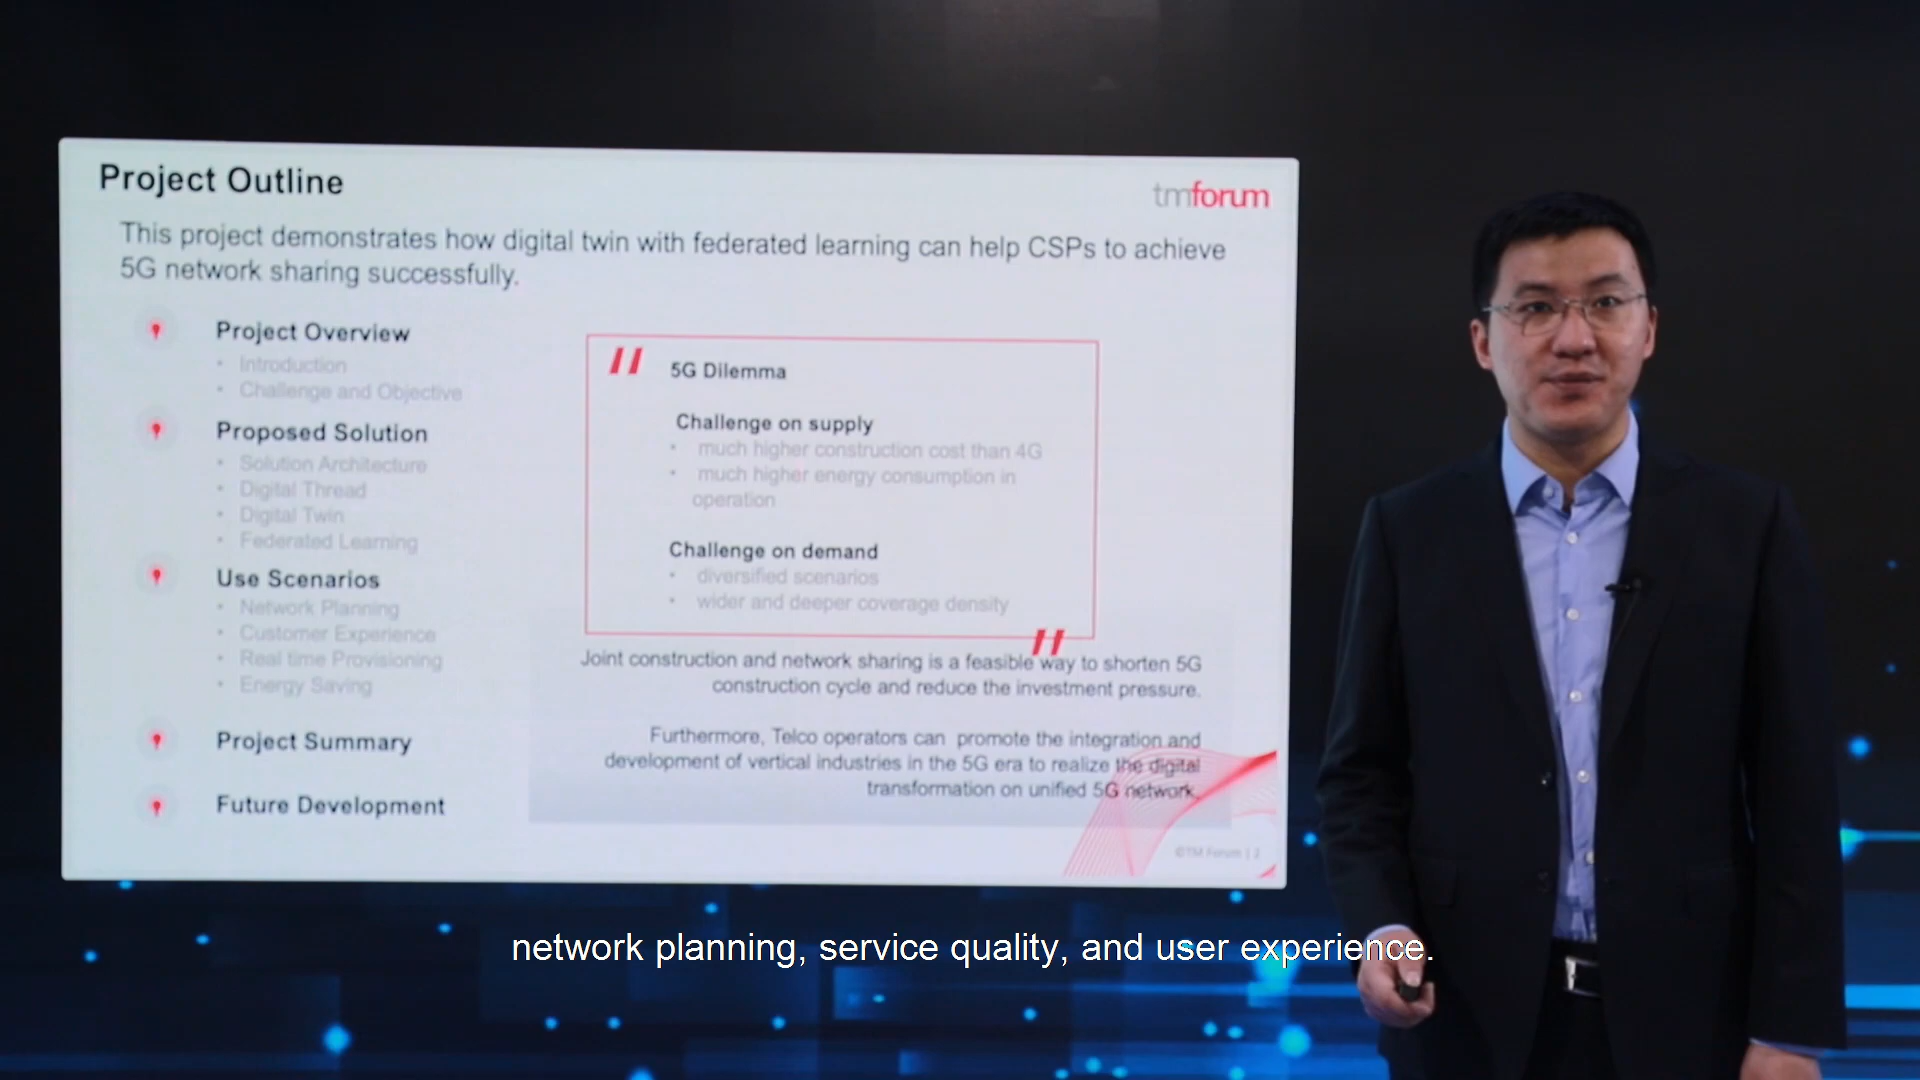 Project Outline
tmforum
This project demonstrates how digital twin with federated learning can help CSPs to achieve
5G network sharing successfully.
Project Overview
• Introduction
• Challenge and Objective
Proposed Solution
• Solution Architecture
• Digital Thread
• Digital Twin
• Federated Learning
Use Scenarios
• Network Planning
• Customer Experience
• Real time Provisioning
• Energy Saving
Project Summary
Future Development
5G Dilemma
Challenge on supply
• much higher construction cost than 4G
• much higher energy consumption in
operation
Challenge on demand
• diversified scenarios
• wider and deeper coverage density
Joint construction and network sharing is a feasible way to shorten 5G
construction cycle and reduce the investment pressure.
Furthermore, Telco operators can promote the integration and
development of vertical industries in the 5G era to realize the digital
transformation on unified 5G network.
©TM Forum | 2
network planning, service quality, and user experience.